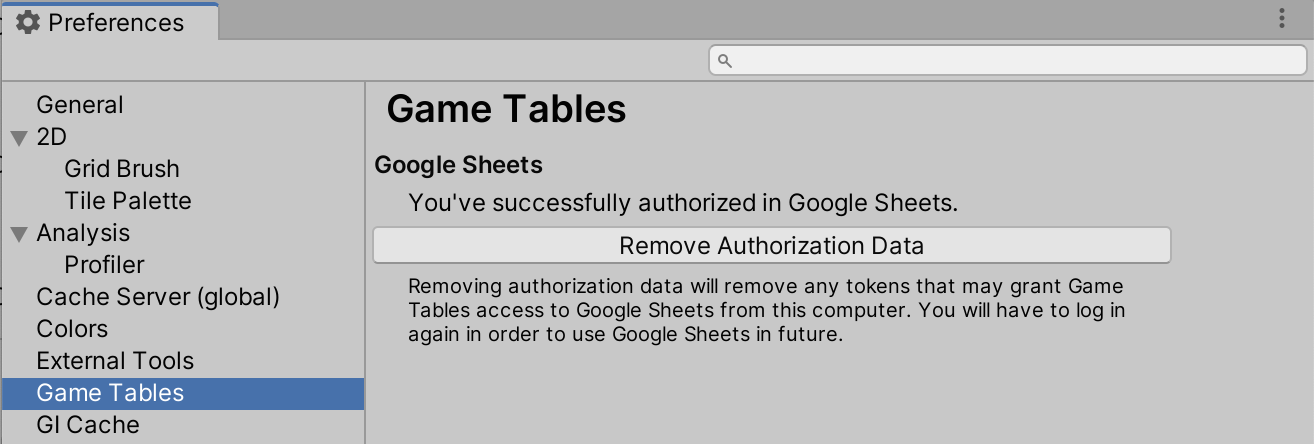 Preferences
General
2D
Grid Brush
Tile Palette
Analysis
Profiler
Cache Server (global)
Colors
External Tools
Game Tables
GI Cache
Game Tables
Google Sheets
You've successfully authorized in Google Sheets.
Remove Authorization Data
Removing authorization data will remove any tokens that may grant Game
Tables access to Google Sheets from this computer. You will have to log in
again in order to use Google Sheets in future.